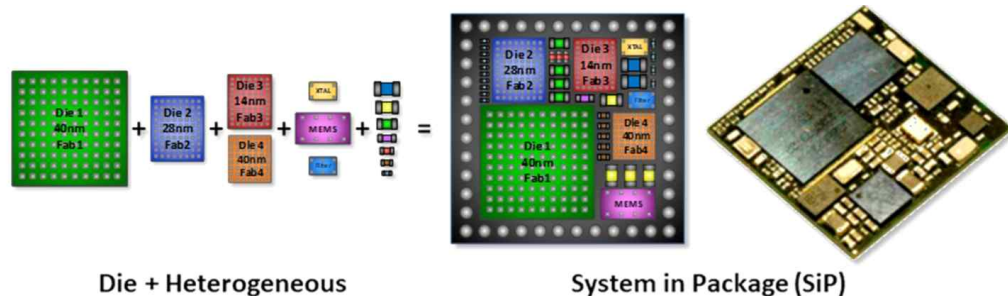 Die 1
40nm
Fab1
+
Die 2
28nm
Fab2
+
Die 3
14nm
Fab3
Die 4
40nm
Fab4
+
XTAL
MEMS
Filter
+
=
Die 2
28nm
Fab2
Die 3
14nm
Fab3
XTAL
Filter
Die 4
40nm
Fab4
Die 1
40nm
Fab1
MEMS
Die + Heterogeneous
System in Package (SiP)